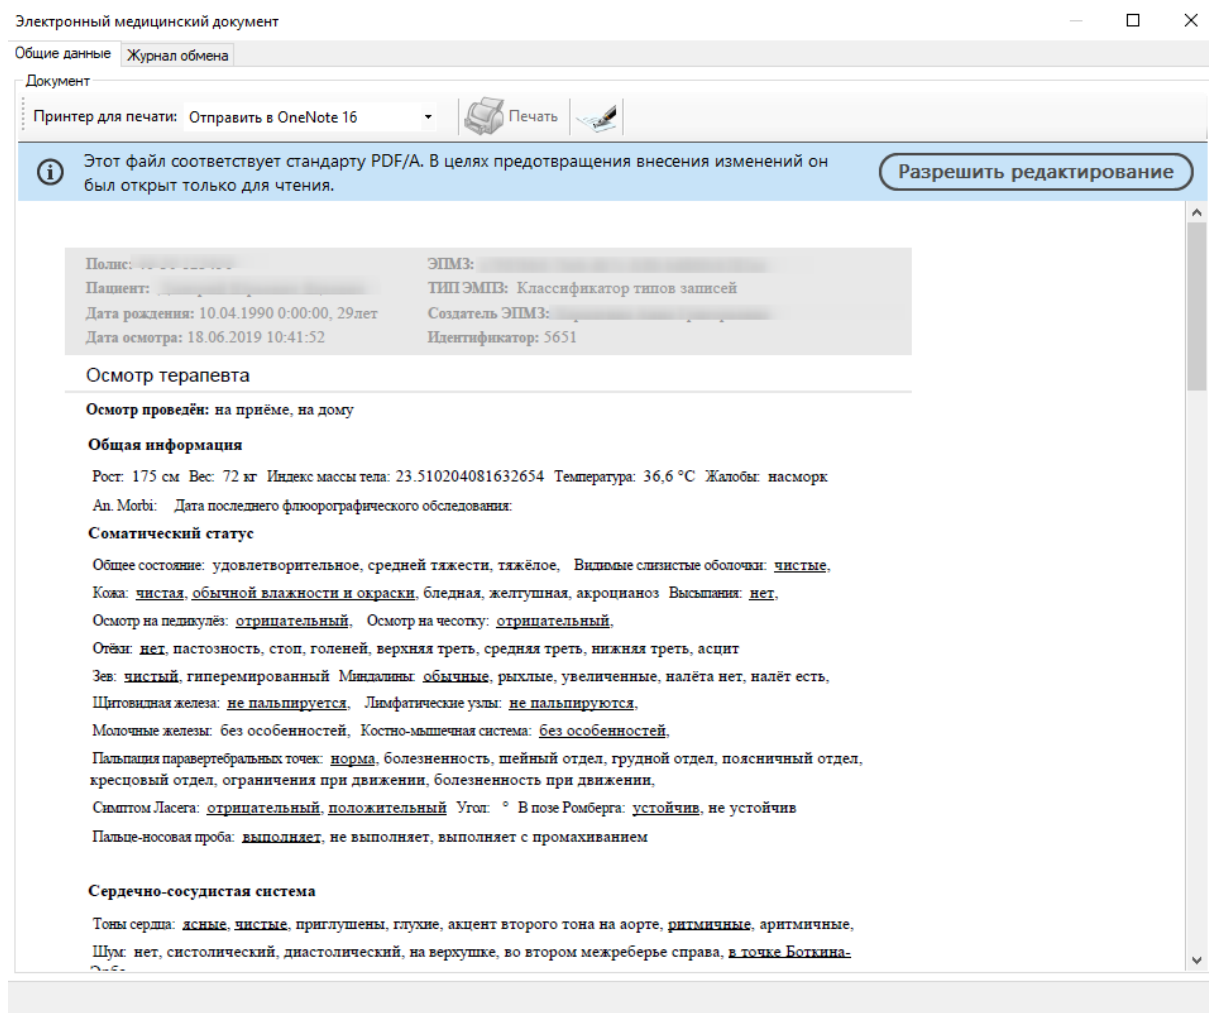 Электронный медицинский документ
Общие данные Журнал обмена
Документ
Принтер для печати: Отправить в OneNote 16 Печать
Этот файл соответствует стандарту PDF/A. В целях предотвращения внесения изменений он
был открыт только для чтения.
Разрешить редактирование
Полис: ЭПМЗ:
Пациент: ТИП ЭМПЗ: Классификатор типов записей
Дата рождения: 10.04.1990 0:00:00, 29лет Создатель ЭПМЗ:
Дата осмотра: 18.06.2019 10:41:52 Идентификатор: 5651
Осмотр терапевта
Осмотр проведён: на приёме, на дому
Общая информация
Рост: 175 см Вес: 72 кг Индекс массы тела: 23.510204081632654 Температура: 36,6 °C Жалобы: насморк
An. Morbi: Дата последнего флюорографического обследования:
Соматический статус
Общее состояние: удовлетворительное, средней тяжести, тяжёлое, Видимые слизистые оболочки: чистые,
Кожа: чистая, обычной влажности и окраски, бледная, желтушная, акроцианоз Высыпания: нет,
Осмотр на педикулёз: отрицательный, Осмотр на чесотку: отрицательный,
Отёки: нет, пастозность, стоп, голеней, верхняя треть, средняя треть, нижняя треть, асцит
Зев: чистый, гиперемированный Миндалины: обычные, рыхлые, увеличенные, налёта нет, налёт есть,
Щитовидная железа: не пальпируется, Лимфатические узлы: не пальпируются,
Молочные железы: без особенностей, Костно-мышечная система: без особенностей,
Пальпация паравертебральных точек: норма, болезненность, шейный отдел, грудной отдел, поясничный отдел,
кресцовый отдел, ограничения при движении, болезненность при движении,
Симптом Ласега: отрицательный, положительный Угол: ° В позе Ромберга: устойчив, не устойчив
Пальце-носовая проба: выполняет, не выполняет, выполняет с промахиванием
Сердечно-сосудистая система
Тоны сердца: ясные, чистые, приглушены, глухие, акцент второго тона на аорте, ритмичные, аритмичные,
Шум: нет, систолический, диастолический, на верхушке, во втором межреберье справа, в точке Боткина-